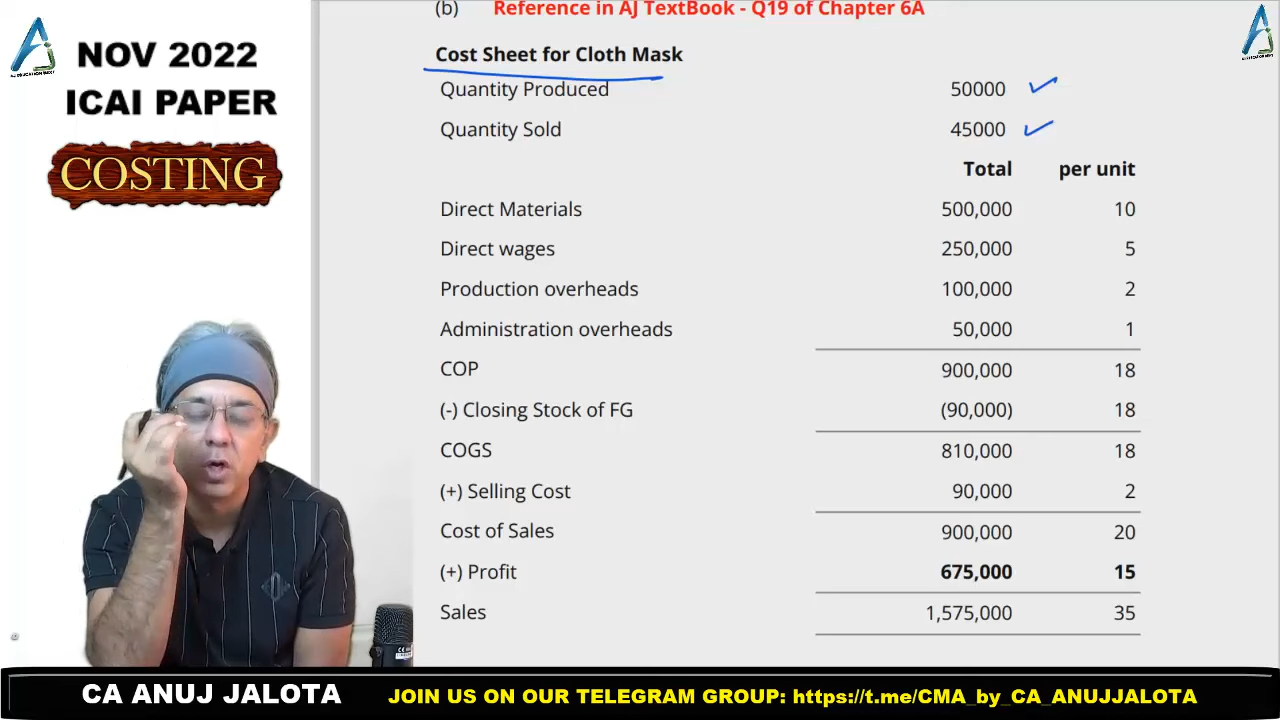 (b) Reference in AJ TextBook - Q19 of Chapter 6A
NOV 2022
ICAI PAPER
COSTING
Cost Sheet for Cloth Mask
Quantity Produced 50000
Quantity Sold 45000
Total per unit
Direct Materials 500,000 10
Direct wages 250,000 5
Production overheads 100,000 2
Administration overheads 50,000 1
COP 900,000 18
(-) Closing Stock of FG (90,000) 18
COGS 810,000 18
(+) Selling Cost 90,000 2
Cost of Sales 900,000 20
(+) Profit 675,000 15
Sales 1,575,000 35
CA ANUJ JALOTA JOIN US ON OUR TELEGRAM GROUP: https://t.me/CMA_by_CA_ANUJJALOTA